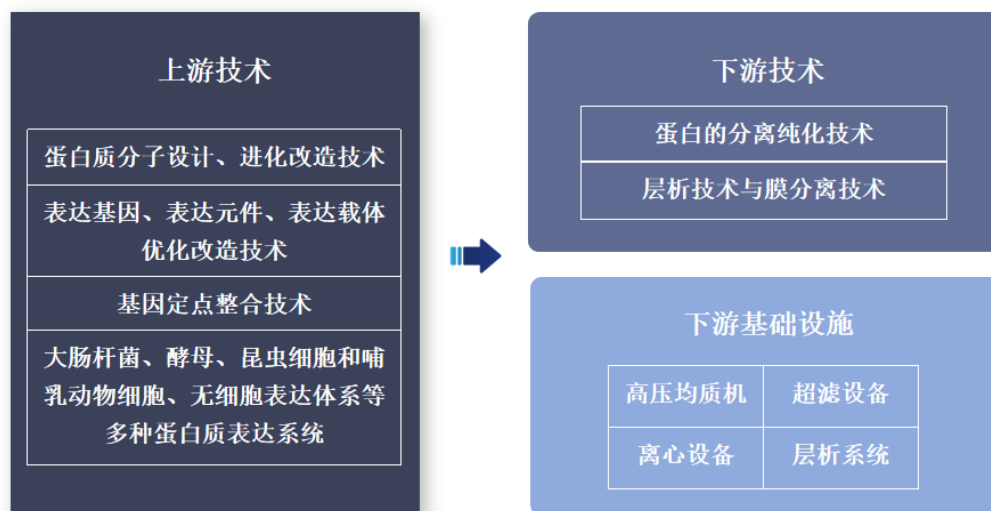 上游技术
蛋白质分子设计、进化改造技术
表达基因、表达元件、表达载体
优化改造技术
基因定点整合技术
大肠杆菌、酵母、昆虫细胞和哺
乳动物细胞、无细胞表达体系等
多种蛋白质表达系统
下游技术
蛋白的分离纯化技术
层析技术与膜分离技术
下游基础设施
高压均质机 超滤设备
离心设备 层析系统